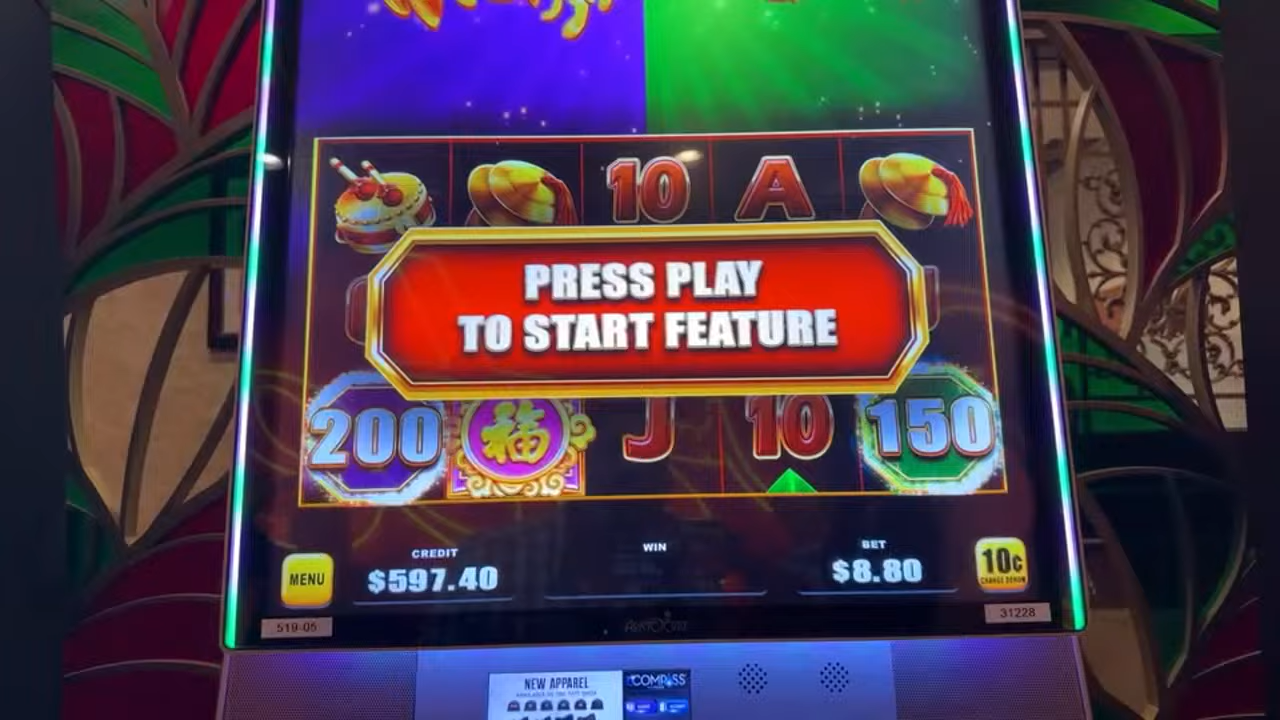 10 A
PRESS PLAY
TO START FEATURE
200 福 J 10 150
CREDIT WIN BET
MENU $597.40 $8.80 10¢
CHANGE DENOM
519-05 ARISTOCRAT 31228
NEW APPAREL
COMPASS